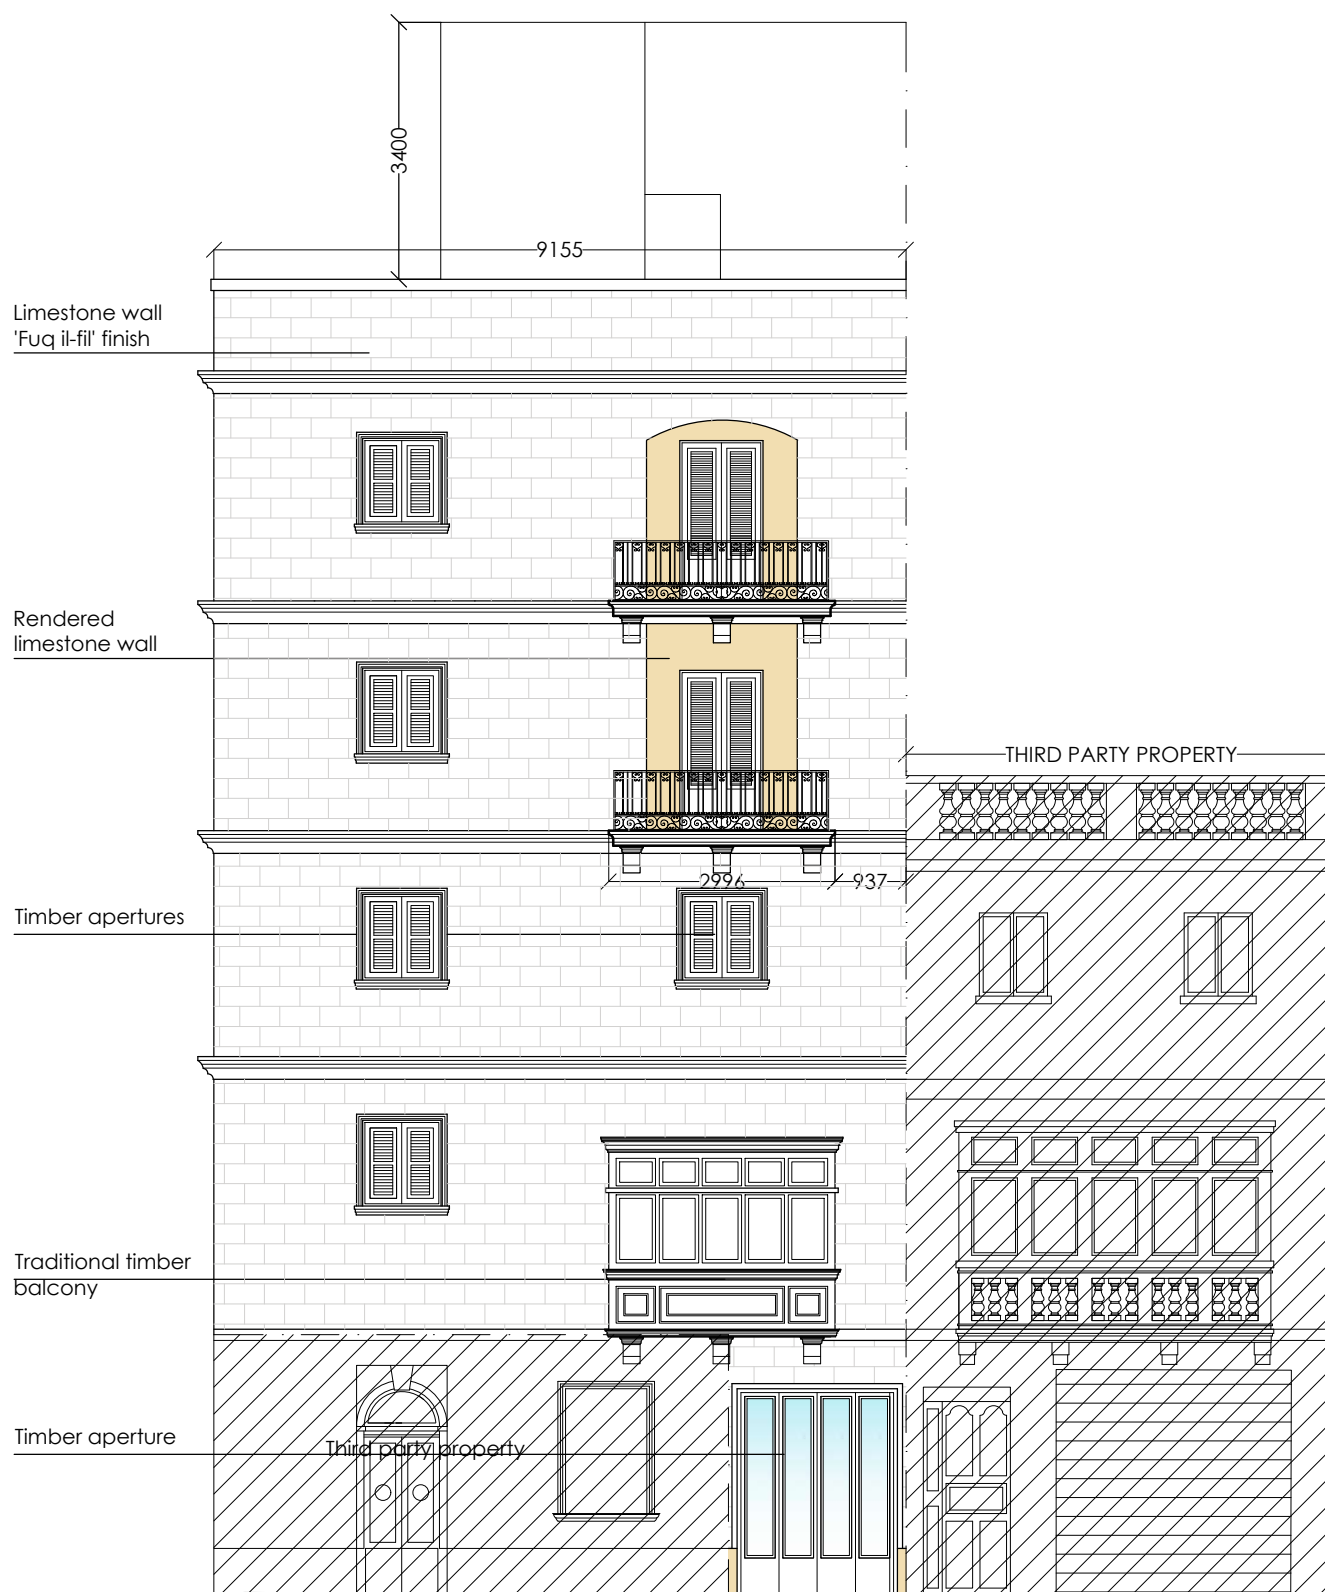 3400
9155
Limestone wall
'Fuq il-fil' finish
Rendered
limestone wall
THIRD PARTY PROPERTY
2996
937
Timber apertures
Traditional timber
balcony
Timber aperture
Third party property